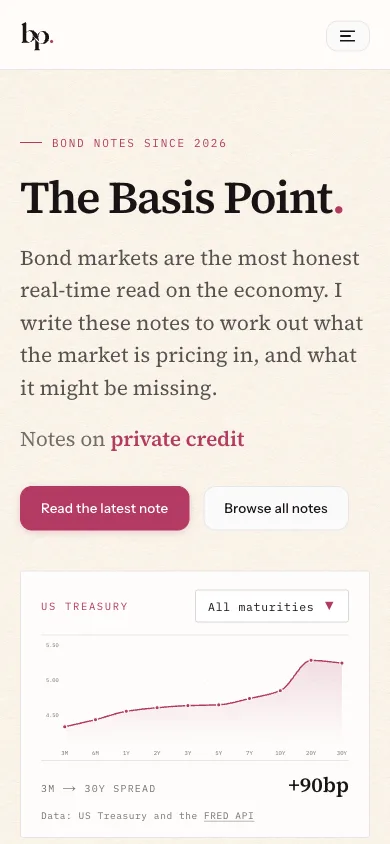 bp.
BOND NOTES SINCE 2026
The Basis Point.
Bond markets are the most honest
real-time read on the economy. I
write these notes to work out what
the market is pricing in, and what
it might be missing.
Notes on private credit
Read the latest note
Browse all notes
US TREASURY
All maturities ▼
5.50
5.00
4.50
3M 6M 1Y 2Y 3Y 5Y 7Y 10Y 20Y 30Y
3M → 30Y SPREAD
+90bp
Data: US Treasury and the FRED API